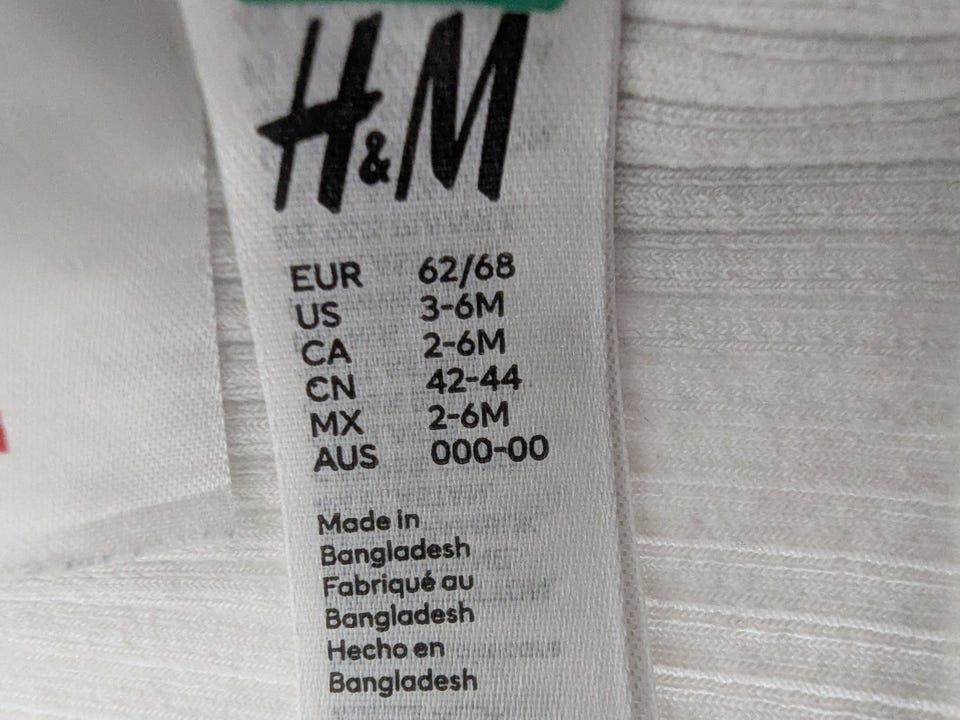 H&M
EUR 62/68
US 3-6M
CA 2-6M
CN 42-44
MX 2-6M
AUS 000-00
Made in
Bangladesh
Fabriqué au
Bangladesh
Hecho en
Bangladesh